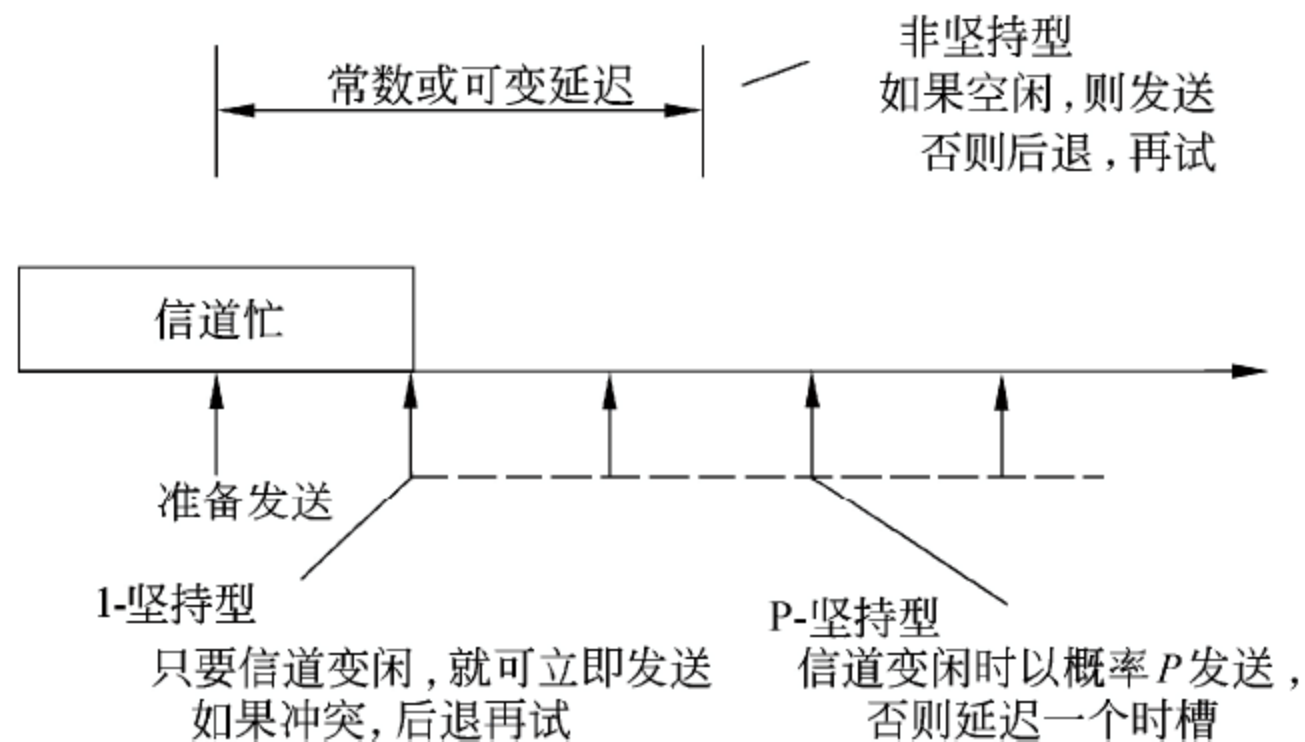 非坚持型
常数或可变延迟
如果空闲,则发送
否则后退,再试
信道忙
准备发送
1-坚持型
只要信道变闲,就可立即发送
如果冲突,后退再试
P-坚持型
信道变闲时以概率P发送,
否则延迟一个时槽